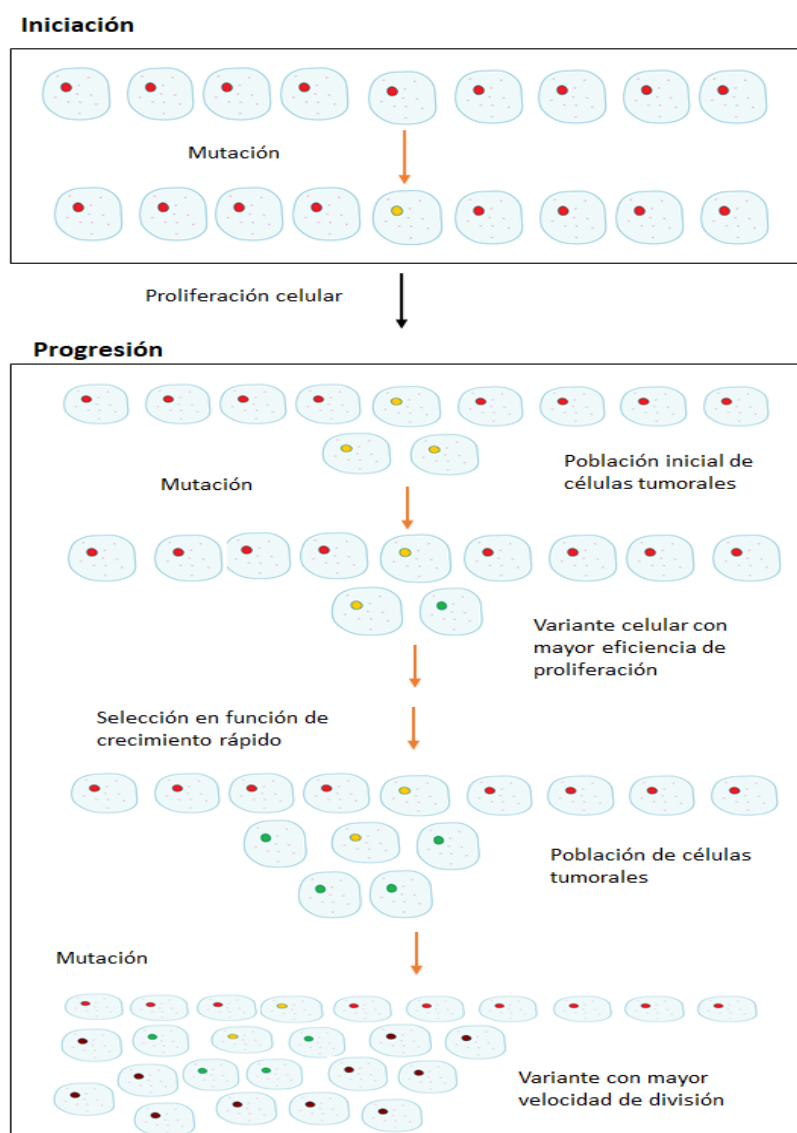 Iniciación
Mutación
Proliferación celular
Progresión
Población inicial de
células tumorales
Mutación
Variante celular con
mayor eficiencia de
proliferación
Selección en función de
crecimiento rápido
Población de células
tumorales
Mutación
Variante con mayor
velocidad de división